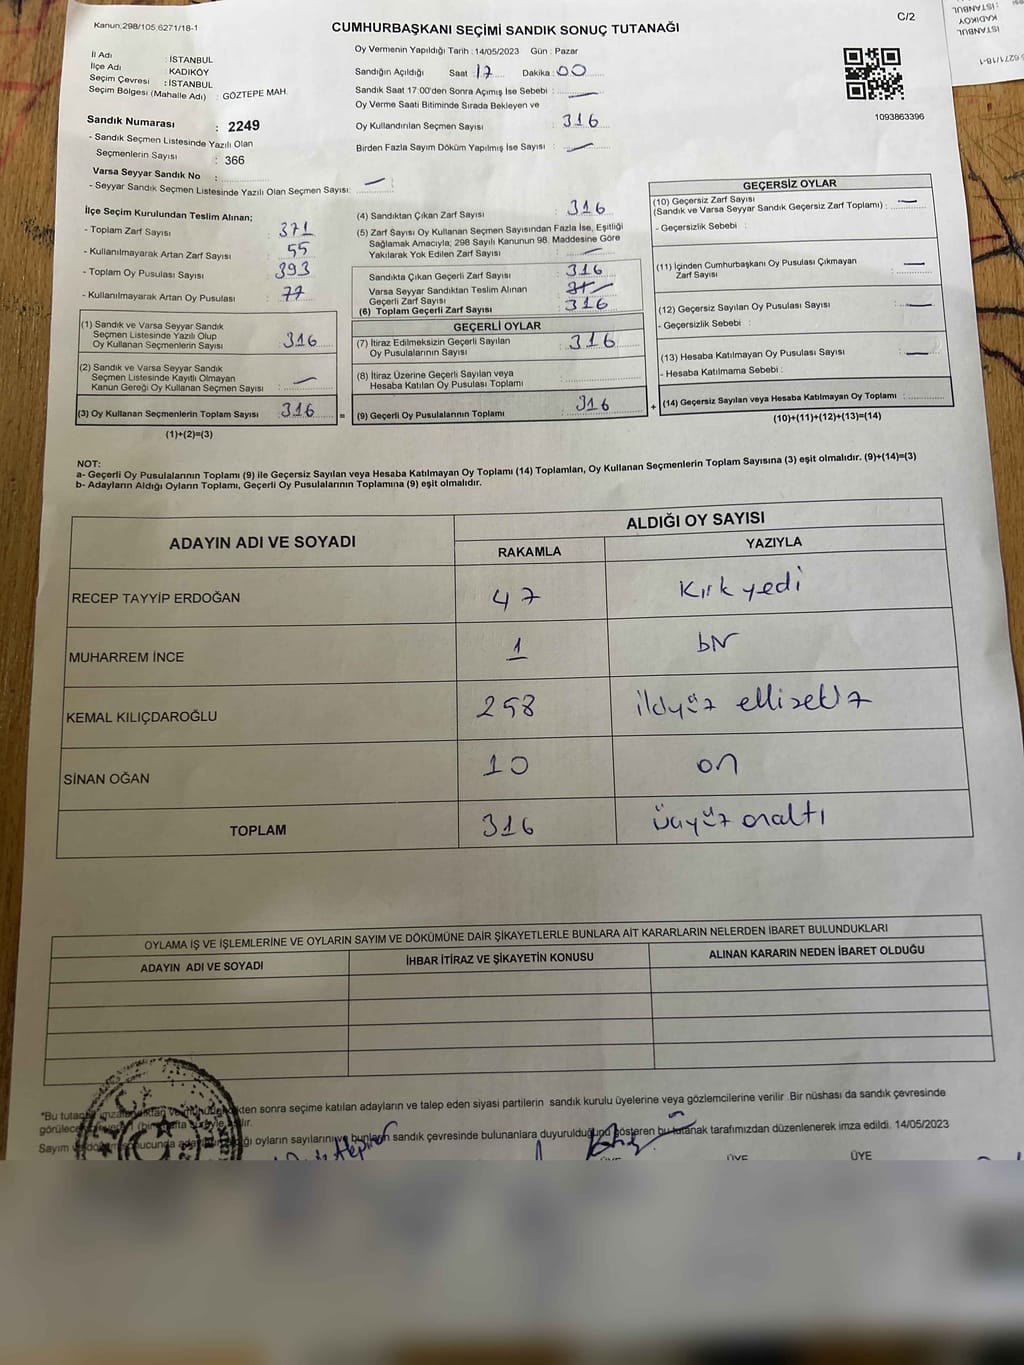 Kanun;298/105;6271/18-1
C/2
CUMHURBAŞKANI SEÇİMİ SANDIK SONUÇ TUTANAĞI
İl Adı : İSTANBUL
İlçe Adı : KADIKÖY
Seçim Çevresi : İSTANBUL
Seçim Bölgesi (Mahalle Adı) : GÖZTEPE MAH.
Sandık Numarası : 2249
- Sandık Seçmen Listesinde Yazılı Olan
Seçmenlerin Sayısı : 366
Varsa Seyyar Sandık No :
- Seyyar Sandık Seçmen Listesinde Yazılı Olan Seçmen Sayısı: —
Oy Vermenin Yapıldığı Tarih : 14/05/2023 Gün : Pazar
Sandığın Açıldığı Saat : 17 Dakika : 00
Sandık Saat 17:00'den Sonra Açımış İse Sebebi : —
Oy Verme Saati Bitiminde Sırada Bekleyen ve
Oy Kullandırılan Seçmen Sayısı : 316
Birden Fazla Sayım Döküm Yapılmış İse Sayısı : —
1093863396
İlçe Seçim Kurulundan Teslim Alınan;
- Toplam Zarf Sayısı : 371
- Kullanılmayarak Artan Zarf Sayısı : 55
- Toplam Oy Pusulası Sayısı : 393
- Kullanılmayarak Artan Oy Pusulası : 77
(1) Sandık ve Varsa Seyyar Sandık
Seçmen Listesinde Yazılı Olup
Oy Kullanan Seçmenlerin Sayısı : 316
(2) Sandık ve Varsa Seyyar Sandık
Seçmen Listesinde Kayıtlı Olmayan
Kanun Gereği Oy Kullanan Seçmen Sayısı : —
(3) Oy Kullanan Seçmenlerin Toplam Sayısı : 316 =
(1)+(2)=(3)
(4) Sandıktan Çıkan Zarf Sayısı : 316
(5) Zarf Sayısı Oy Kullanan Seçmen Sayısından Fazla İse, Eşitliği
Sağlamak Amacıyla; 298 Sayılı Kanunun 98. Maddesine Göre
Yakılarak Yok Edilen Zarf Sayısı : —
Sandıkta Çıkan Geçerli Zarf Sayısı : 316
Varsa Seyyar Sandıktan Teslim Alınan
Geçerli Zarf Sayısı :
(6) Toplam Geçerli Zarf Sayısı : 316
GEÇERLİ OYLAR
(7) İtiraz Edilmeksizin Geçerli Sayılan
Oy Pusulalarının Sayısı : 316
(8) İtiraz Üzerine Geçerli Sayılan veya
Hesaba Katılan Oy Pusulası Toplamı :
(9) Geçerli Oy Pusulalarının Toplamı : 316 +
GEÇERSİZ OYLAR
(10) Geçersiz Zarf Sayısı
(Sandık ve Varsa Seyyar Sandık Geçersiz Zarf Toplamı) : —
- Geçersizlik Sebebi :
(11) İçinden Cumhurbaşkanı Oy Pusulası Çıkmayan
Zarf Sayısı : —
(12) Geçersiz Sayılan Oy Pusulası Sayısı : —
- Geçersizlik Sebebi :
(13) Hesaba Katılmayan Oy Pusulası Sayısı : —
- Hesaba Katılmama Sebebi :
(14) Geçersiz Sayılan veya Hesaba Katılmayan Oy Toplamı :
(10)+(11)+(12)+(13)=(14)
NOT:
a- Geçerli Oy Pusulalarının Toplamı (9) ile Geçersiz Sayılan veya Hesaba Katılmayan Oy Toplamı (14) Toplamları, Oy Kullanan Seçmenlerin Toplam Sayısına (3) eşit olmalıdır. (9)+(14)=(3)
b- Adayların Aldığı Oyların Toplamı, Geçerli Oy Pusulalarının Toplamına (9) eşit olmalıdır.
ADAYIN ADI VE SOYADI
ALDIĞI OY SAYISI
RAKAMLA YAZIYLA
RECEP TAYYİP ERDOĞAN 47 Kırk yedi
MUHARREM İNCE 1 bir
KEMAL KILIÇDAROĞLU 258 ikiyüz ellisekiz
SİNAN OĞAN 10 on
TOPLAM 316 üçyüz onaltı
OYLAMA İŞ VE İŞLEMLERİNE VE OYLARIN SAYIM VE DÖKÜMÜNE DAİR ŞİKAYETLERLE BUNLARA AİT KARARLARIN NELERDEN İBARET BULUNDUKLARI
ADAYIN ADI VE SOYADI İHBAR İTİRAZ VE ŞİKAYETİN KONUSU ALINAN KARARIN NEDEN İBARET OLDUĞU
sonra seçime katılan adayların ve talep eden siyasi partilerin sandık kurulu üyelerine veya gözlemcilerine verilir .Bir nüshası da sandık çevresinde
oyların sayılarını ve bunların sandık çevresinde bulunanlara duyurulduğunu gösteren bu tutanak tarafımızdan düzenlenerek imza edildi. 14/05/2023
ÜYE ÜYE
İSTANBUL
KADIKÖY
İSTANBUL
6271/18-1